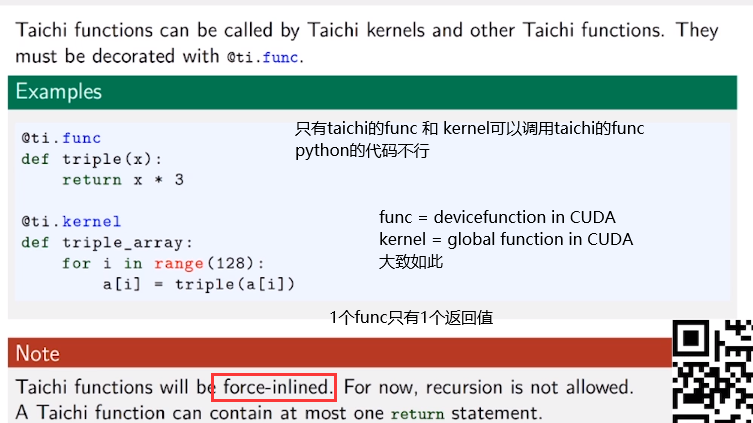 Taichi functions can be called by Taichi kernels and other Taichi functions. They
must be decorated with @ti.func.
Examples
@ti.func
def triple(x):
    return x * 3
只有taichi的func 和 kernel可以调用taichi的func
python的代码不行
@ti.kernel
def triple_array:
    for i in range(128):
        a[i] = triple(a[i])
func = devicefunction in CUDA
kernel = global function in CUDA
大致如此
1个func只有1个返回值
Note
Taichi functions will be force-inlined. For now, recursion is not allowed.
A Taichi function can contain at most one return statement.